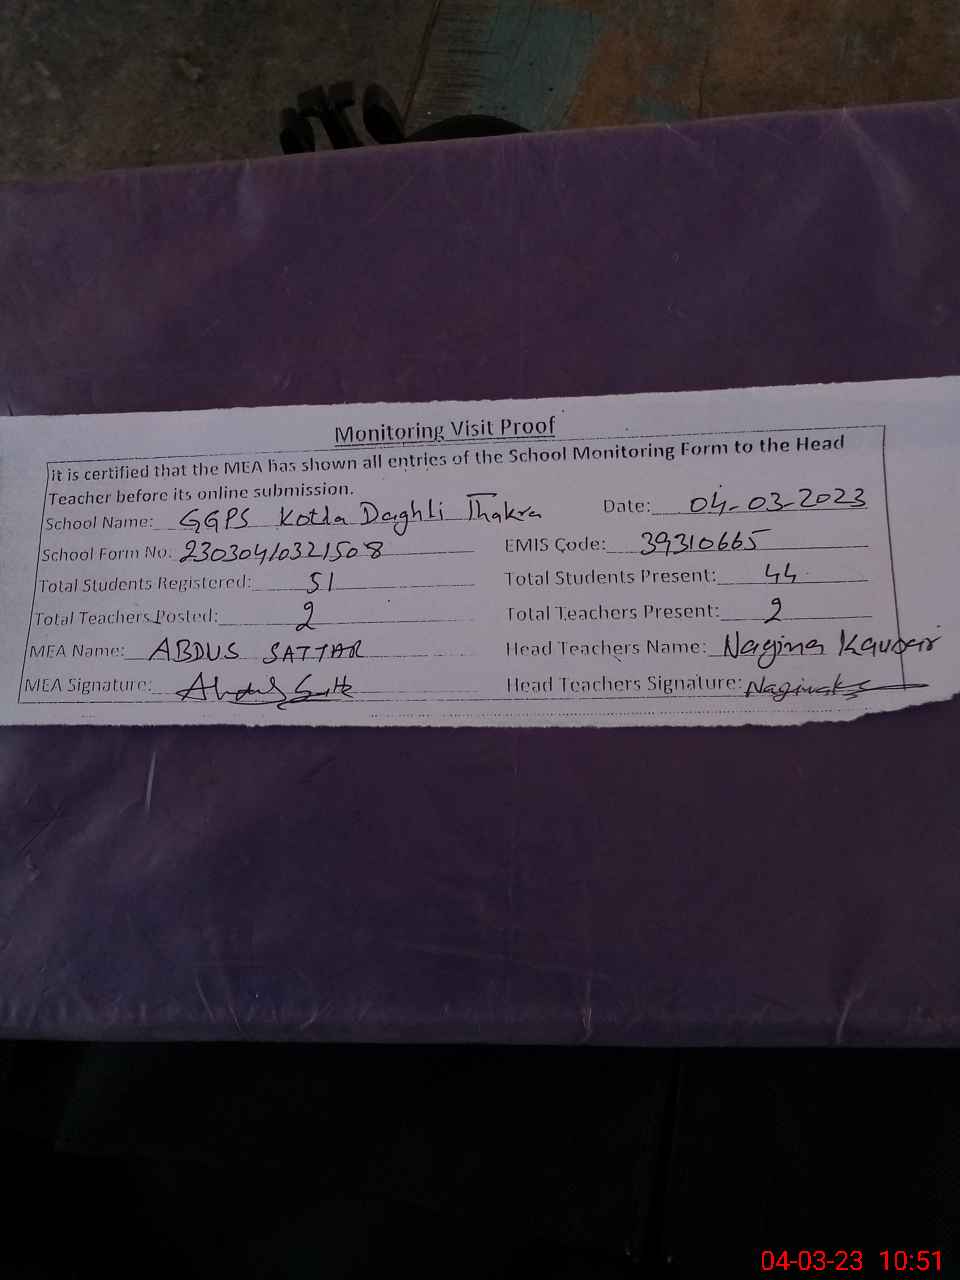 Monitoring Visit Proof
it is certified that the MEA has shown all entries of the School Monitoring Form to the Head
Teacher before its online submission.
School Name: GGPS Kotla Daghli Thakra Date: 04-03-2023
School Form No: 23030410321508 EMIS Code: 39310665
Total Students Registered: 51 Total Students Present: 44
Total Teachers Posted: 2 Total Teachers Present: 2
MEA Name: ABDUS SATTAR Head Teachers Name: Nagina Kausar
MEA Signature: Head Teachers Signature:
04-03-23 10:51